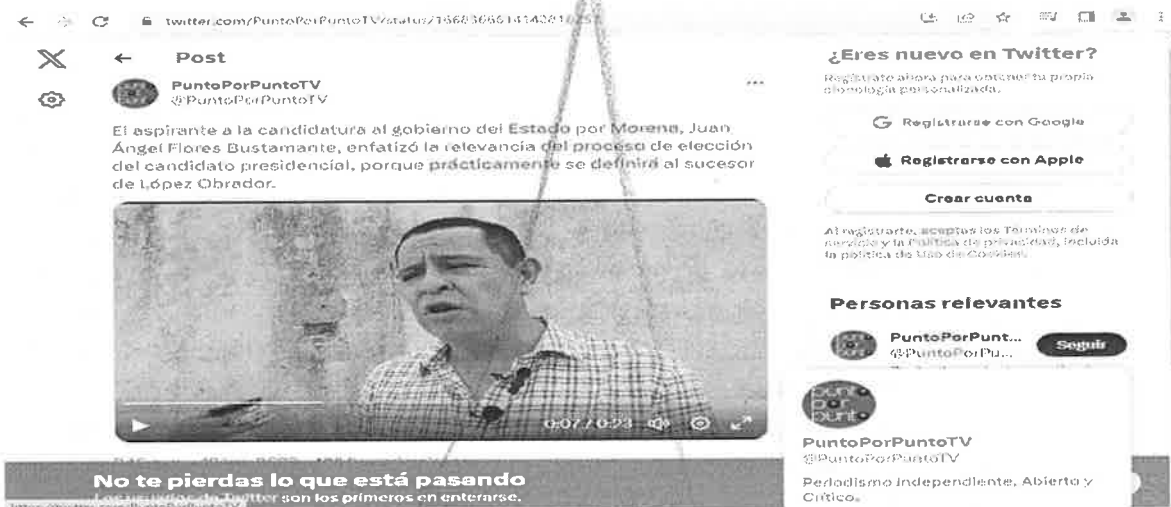 twitter.com/PuntoPorPuntoTV/status/
Post
¿Eres nuevo en Twitter?
PuntoPorPuntoTV
@PuntoPorPuntoTV
Regístrate ahora para obtener tu propia
cronología personalizada.
El aspirante a la candidatura al gobierno del Estado por Morena, Juan
Ángel Flores Bustamante, enfatizó la relevancia del proceso de elección
del candidato presidencial, porque prácticamente se definirá al sucesor
de López Obrador.
Registrarse con Google
Registrarse con Apple
Crear cuenta
Al registrarte, aceptas los Términos de
servicio y la Política de privacidad, incluida
la política de Uso de Cookies.
Personas relevantes
PuntoPorPunt...
@PuntoPorPu...
Seguir
0:07 / 0:23
punto
por
punto
PuntoPorPuntoTV
@PuntoPorPuntoTV
Periodismo Independiente, Abierto y
Crítico.
No te pierdas lo que está pasando
Los usuarios de Twitter son los primeros en enterarse.